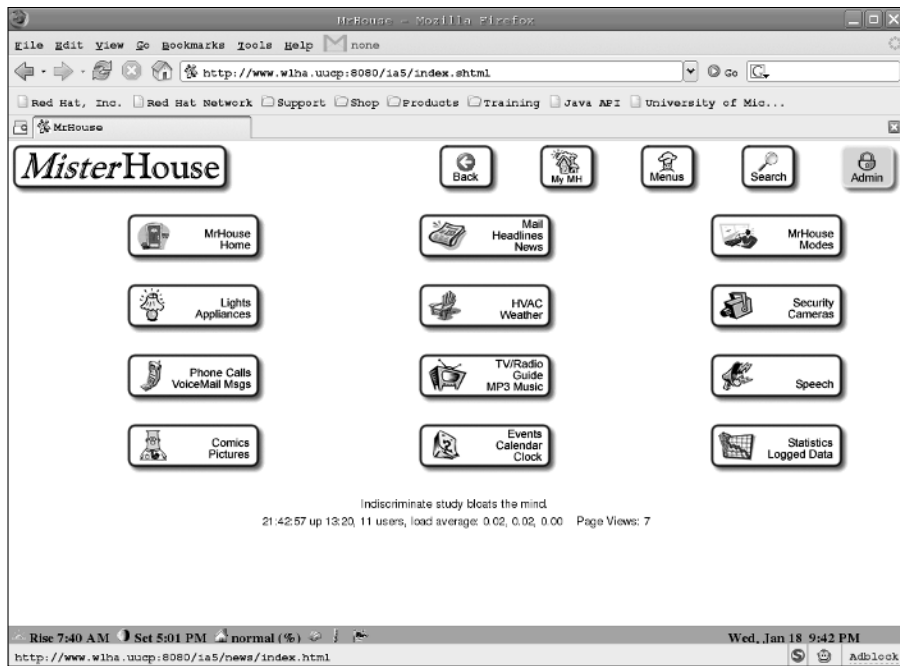 MrHouse - Mozilla Firefox
File Edit View Go Bookmarks Tools Help none
http://www.wlha.uucp:8080/ia5/index.shtml Go
Red Hat, Inc. Red Hat Network Support Shop Products Training Java API University of Mic...
MrHouse
MisterHouse
Back
My MH
Menus
Search
Admin
MrHouse
Home
Mail
Headlines
News
MrHouse
Modes
Lights
Appliances
HVAC
Weather
Security
Cameras
Phone Calls
VoiceMail Msgs
TV/Radio
Guide
MP3 Music
Speech
Comics
Pictures
Events
Calendar
Clock
Statistics
Logged Data
Indiscriminate study bloats the mind.
21:42:57 up 13:20, 11 users, load average: 0.02, 0.02, 0.00 Page Views: 7
Rise 7:40 AM Set 5:01 PM normal (%) Wed, Jan 18 9:42 PM
http://www.wlha.uucp:8080/ia5/news/index.html Adblock